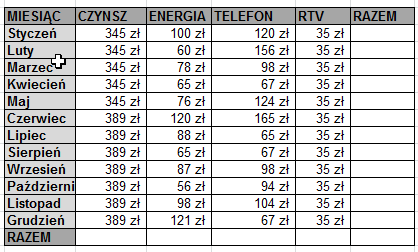 MIESIĄC CZYNSZ ENERGIA TELEFON RTV RAZEM
Styczeń 345 zł 100 zł 120 zł 35 zł
Luty 345 zł 60 zł 156 zł 35 zł
Marzec 345 zł 78 zł 98 zł 35 zł
Kwiecień 345 zł 65 zł 67 zł 35 zł
Maj 345 zł 76 zł 124 zł 35 zł
Czerwiec 389 zł 120 zł 165 zł 35 zł
Lipiec 389 zł 88 zł 65 zł 35 zł
Sierpień 389 zł 65 zł 67 zł 35 zł
Wrzesień 389 zł 87 zł 98 zł 35 zł
Październi 389 zł 56 zł 94 zł 35 zł
Listopad 389 zł 98 zł 104 zł 35 zł
Grudzień 389 zł 121 zł 67 zł 35 zł
RAZEM